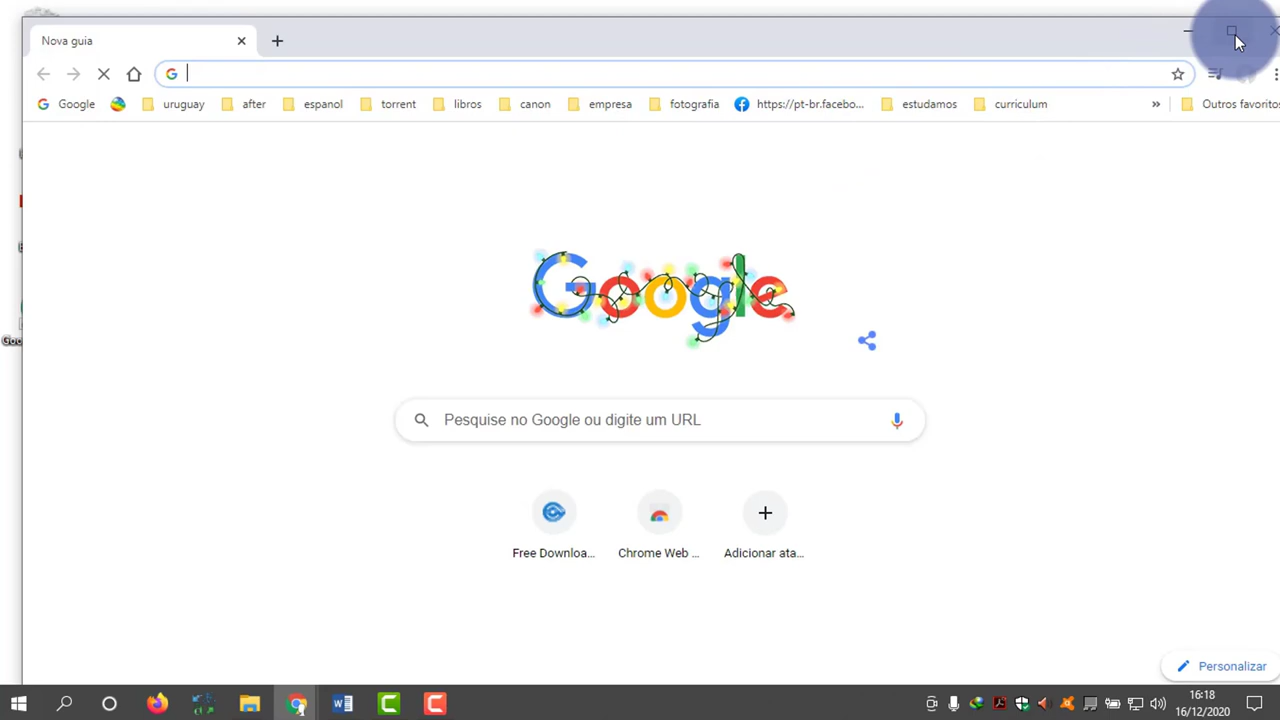 Nova guia
Google
uruguay
after
espanol
torrent
libros
canon
empresa
fotografia
https://pt-br.facebo...
estudamos
curriculum
»
Outros favoritos
Google
Pesquise no Google ou digite um URL
Free Downloa...
Chrome Web ...
Adicionar ata...
Personalizar
16:18
16/12/2020